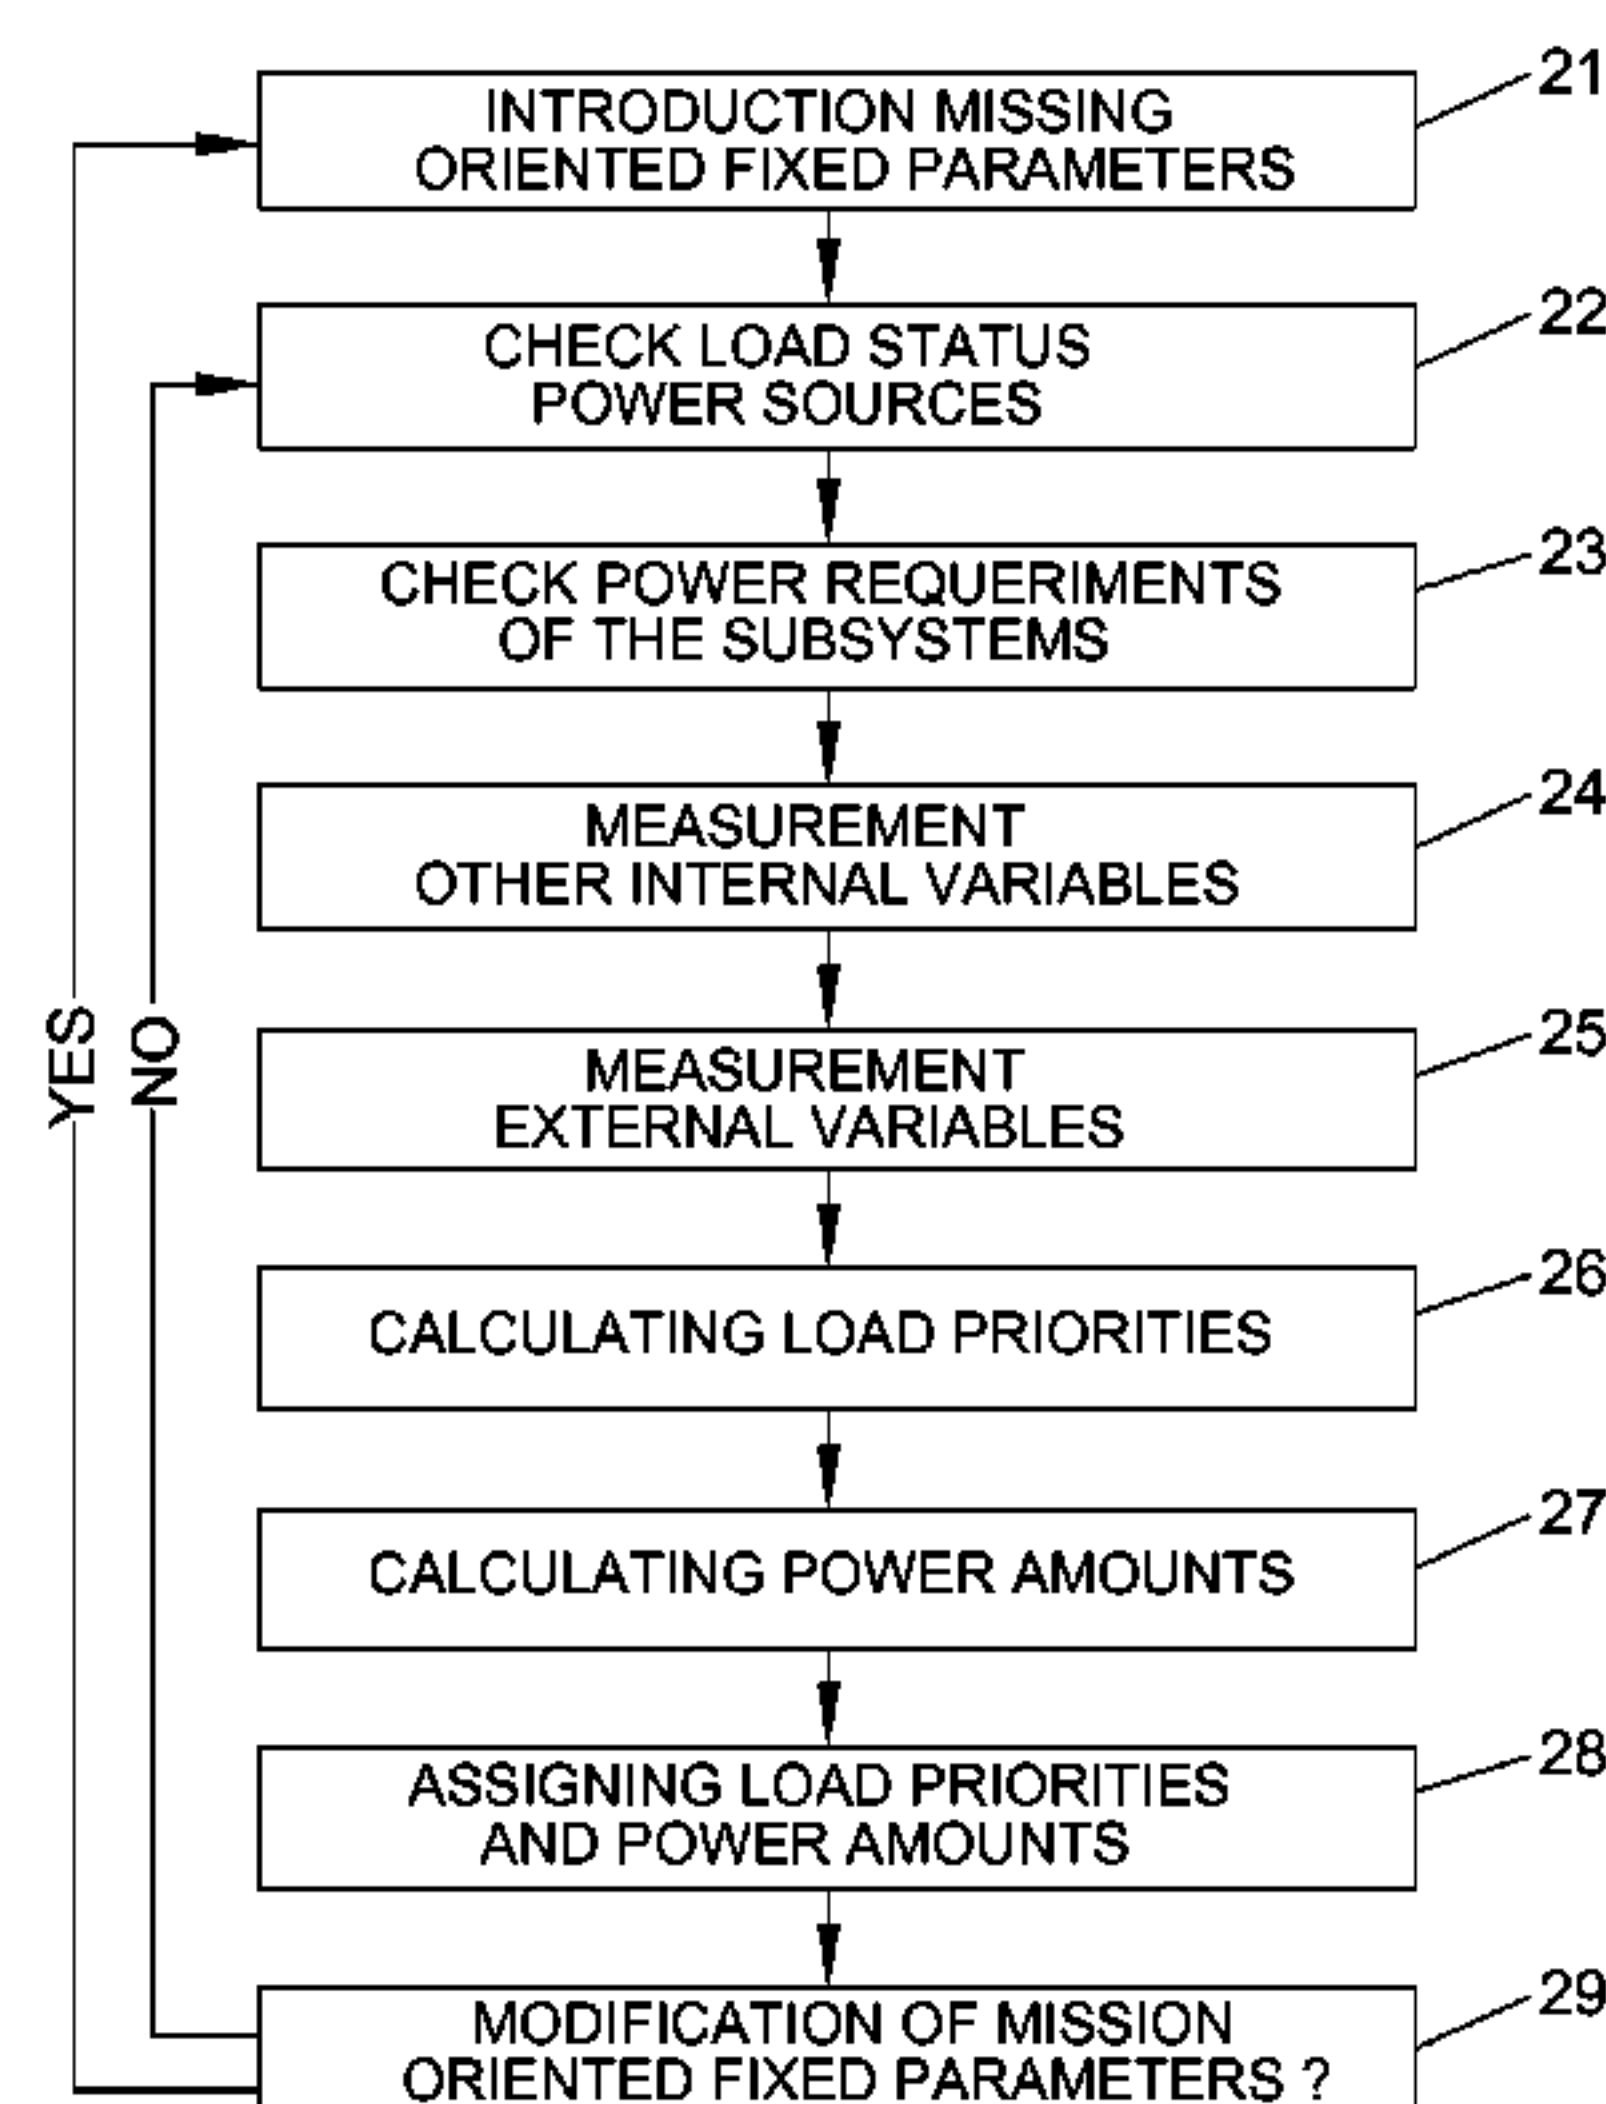 21
INTRODUCTION MISSING
ORIENTED FIXED PARAMETERS
22
CHECK LOAD STATUS
POWER SOURCES
23
CHECK POWER REQUERIMENTS
OF THE SUBSYSTEMS
24
MEASUREMENT
OTHER INTERNAL VARIABLES
YES
NO
25
MEASUREMENT
EXTERNAL VARIABLES
26
CALCULATING LOAD PRIORITIES
27
CALCULATING POWER AMOUNTS
28
ASSIGNING LOAD PRIORITIES
AND POWER AMOUNTS
29
MODIFICATION OF MISSION
ORIENTED FIXED PARAMETERS ?